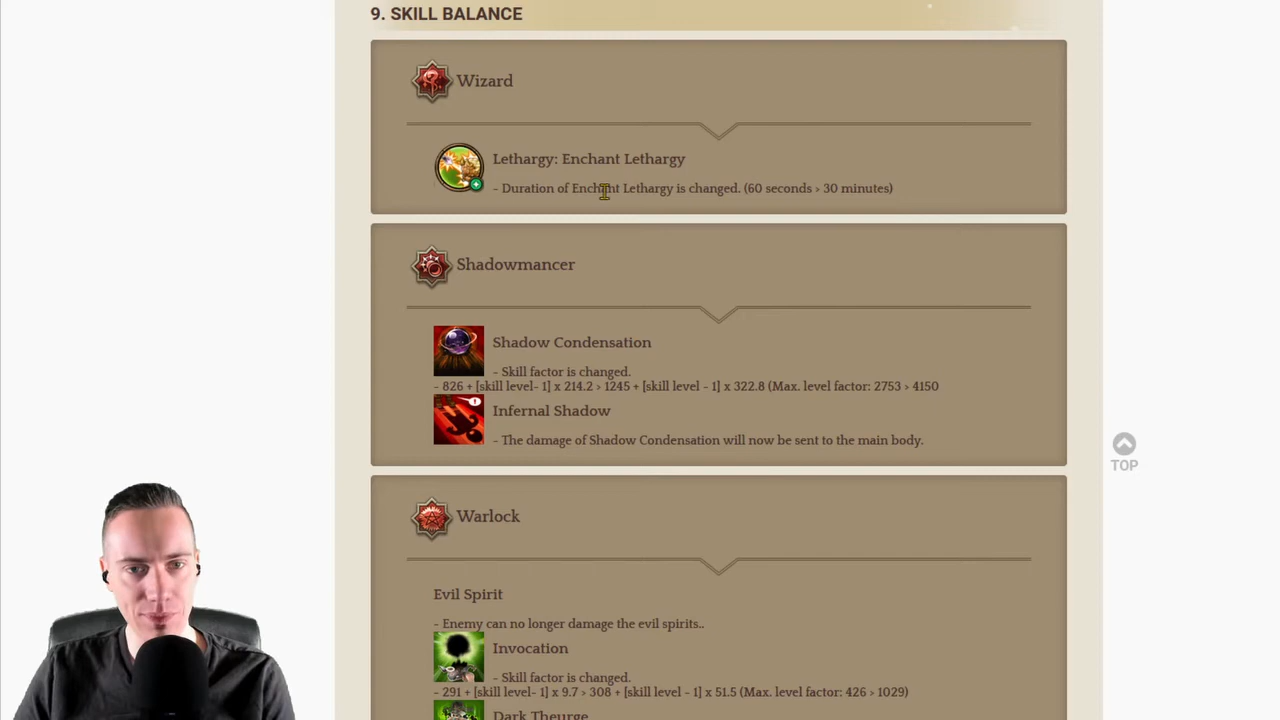 9. SKILL BALANCE
Wizard
Lethargy: Enchant Lethargy
- Duration of Enchant Lethargy is changed. (60 seconds > 30 minutes)
Shadowmancer
Shadow Condensation
- Skill factor is changed.
- 826 + [skill level- 1] x 214.2 > 1245 + [skill level - 1] x 322.8 (Max. level factor: 2753 > 4150
Infernal Shadow
- The damage of Shadow Condensation will now be sent to the main body.
TOP
Warlock
Evil Spirit
- Enemy can no longer damage the evil spirits..
Invocation
- Skill factor is changed.
- 291 + [skill level- 1] x 9.7 > 308 + [skill level - 1] x 51.5 (Max. level factor: 426 > 1029)
Dark Theurge